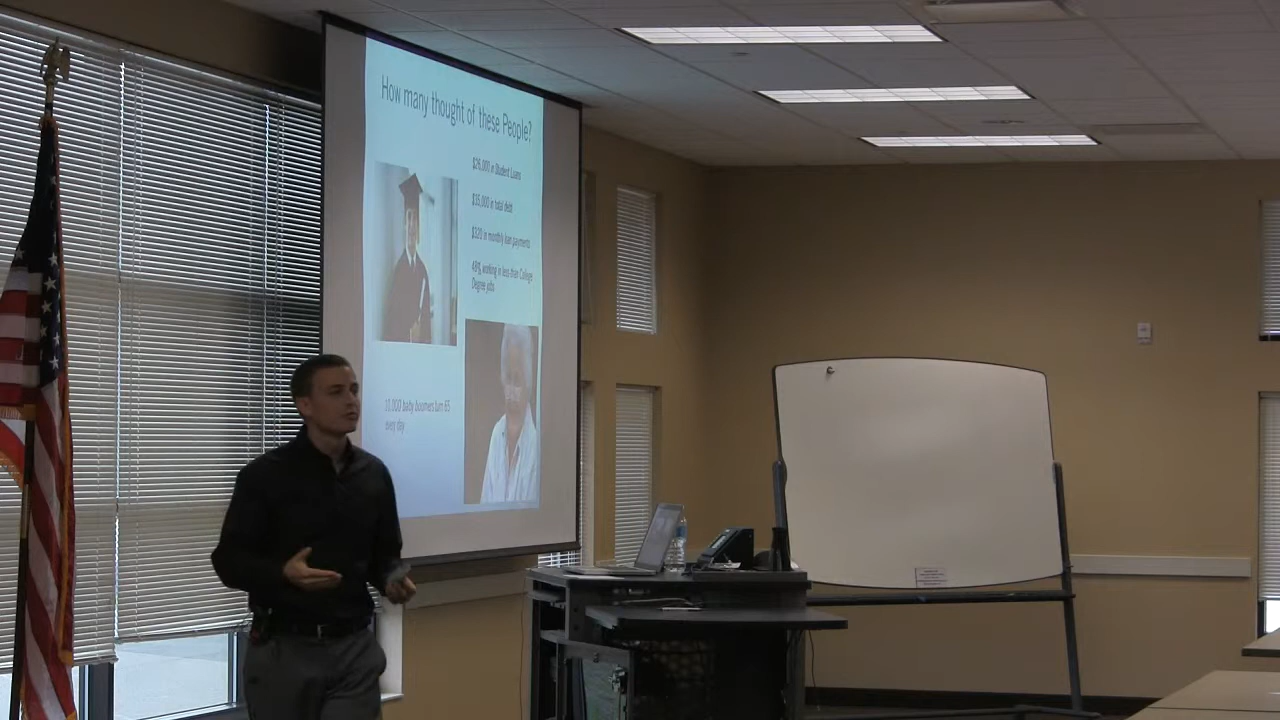 How many thought of these People?
$26,000 in Student Loans
$35,000 in total debt
$320 in monthly loan payments
48% working in less-than College
Degree jobs
10,000 baby boomers turn 65
every day